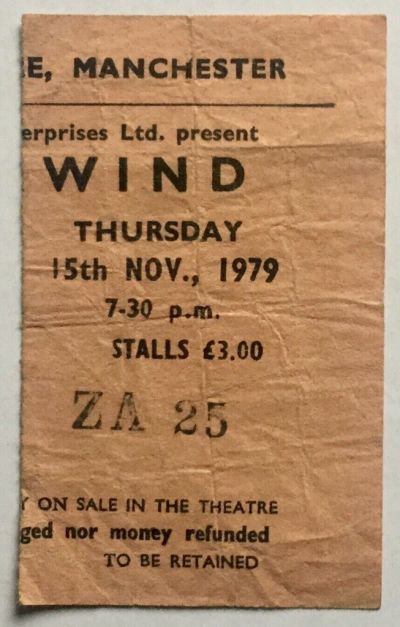 RE, MANCHESTER
erprises Ltd. present
WIND
THURSDAY
15th NOV., 1979
7-30 p.m.
STALLS £3.00
ZA 25
Y ON SALE IN THE THEATRE
ged nor money refunded
TO BE RETAINED